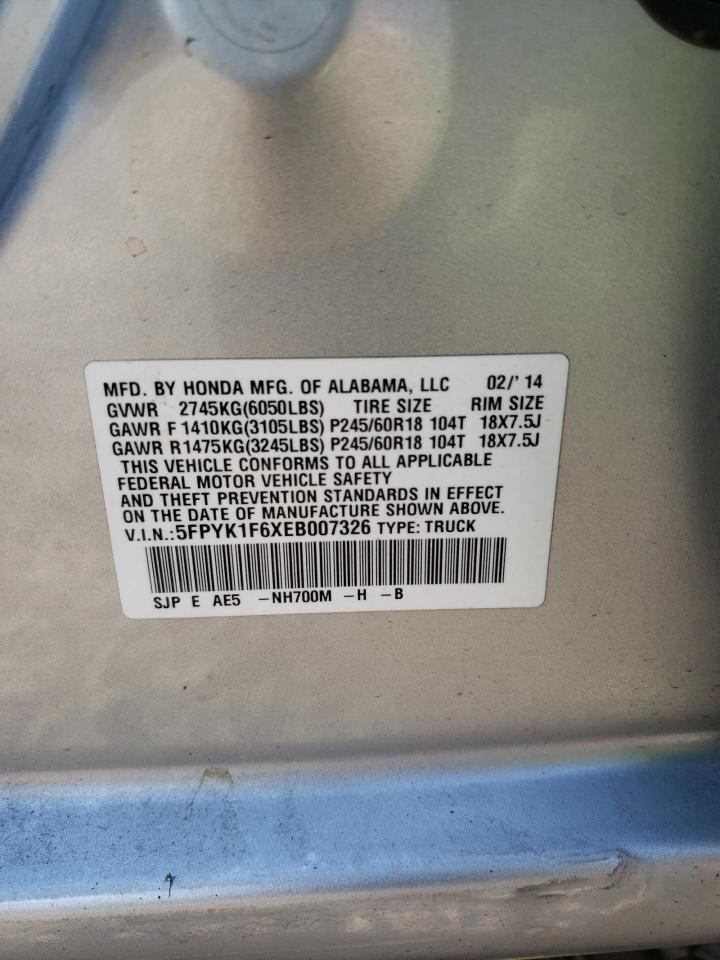 MFD. BY HONDA MFG. OF ALABAMA, LLC 02/'14
GVWR 2745KG(6050LBS) TIRE SIZE RIM SIZE
GAWR F1410KG(3105LBS) P245/60R18 104T 18X7.5J
GAWR R1475KG(3245LBS) P245/60R18 104T 18X7.5J
THIS VEHICLE CONFORMS TO ALL APPLICABLE
FEDERAL MOTOR VEHICLE SAFETY
AND THEFT PREVENTION STANDARDS IN EFFECT
ON THE DATE OF MANUFACTURE SHOWN ABOVE.
V.I.N.:5FPYK1F6XEB007326 TYPE: TRUCK
SJP E AE5 -NH700M -H -B